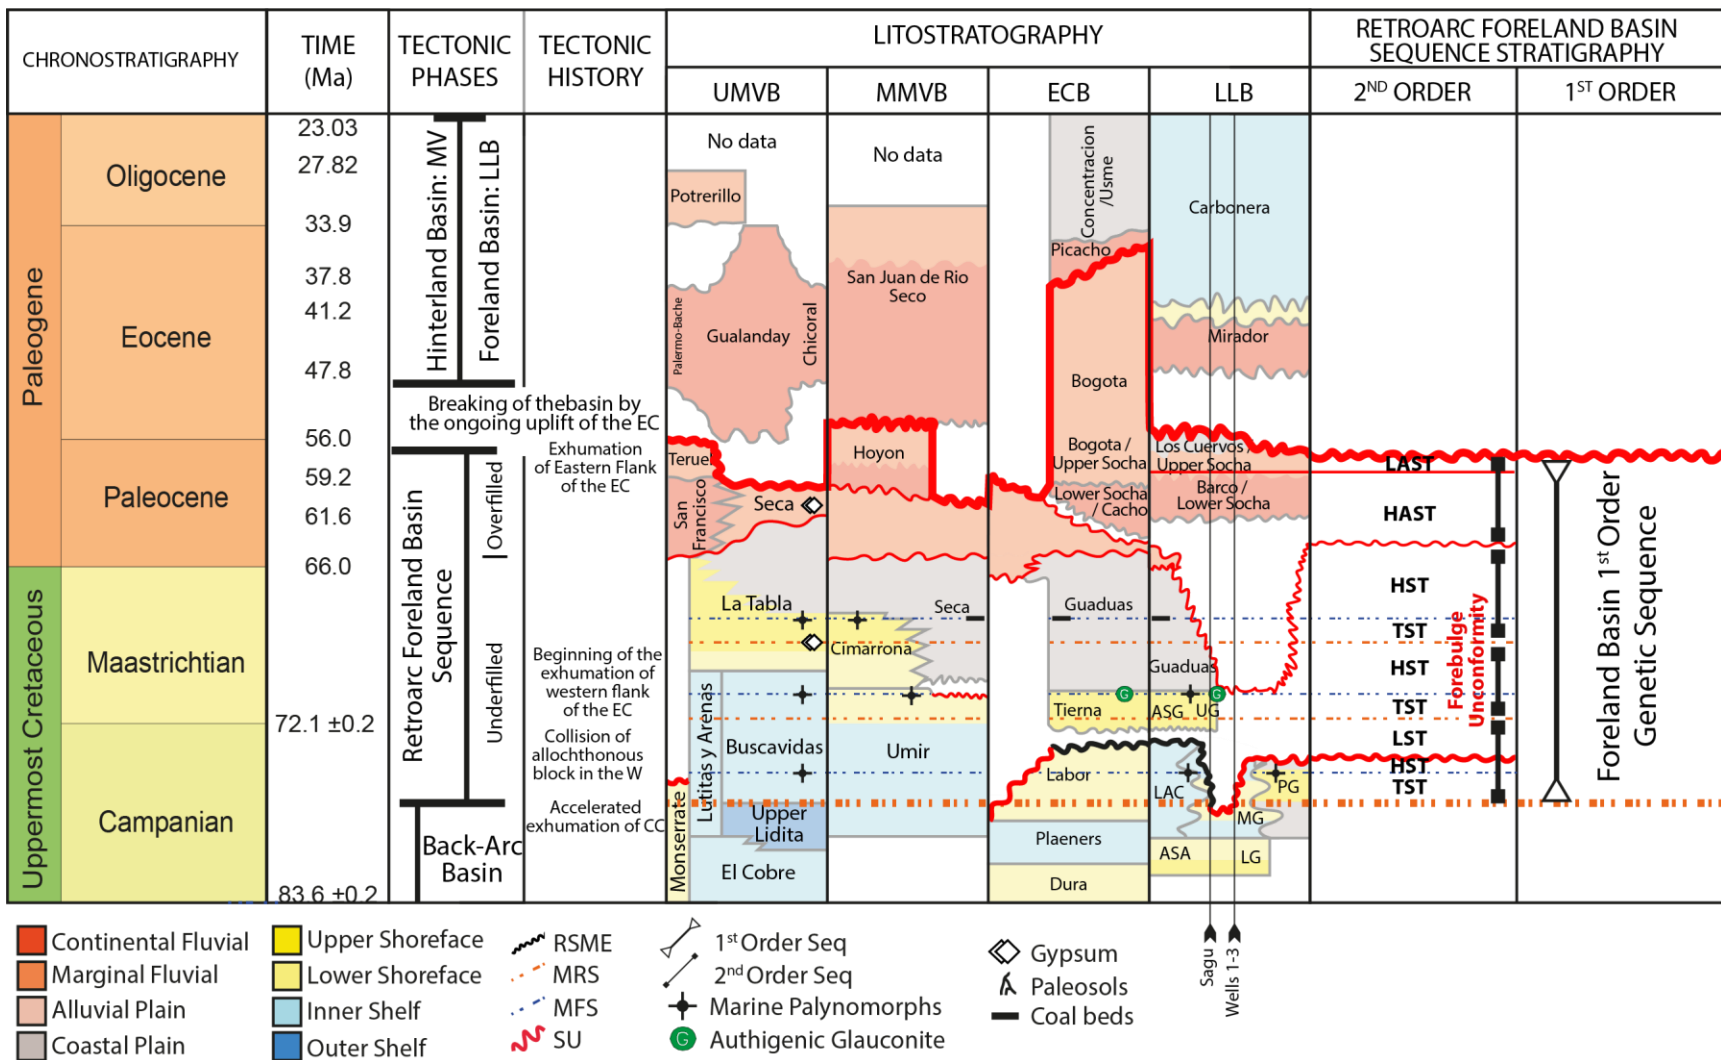 CHRONOSTRATIGRAPHY
TIME
(Ma)
TECTONIC
PHASES
TECTONIC
HISTORY
LITOSTRATOGRAPHY
UMVB
MMVB
ECB
LLB
RETROARC FORELAND BASIN
SEQUENCE STRATIGRAPHY
2ND ORDER
1ST ORDER
Paleogene
Oligocene
Eocene
Paleocene
Uppermost Cretaceous
Maastrichtian
Campanian
23.03
27.82
33.9
37.8
41.2
47.8
56.0
59.2
61.6
66.0
72.1 ±0.2
83.6 ±0.2
Hinterland Basin: MV
Foreland Basin: LLB
Breaking of thebasin by
the ongoing uplift of the EC
Retroarc Foreland Basin
Sequence
Overfilled
Underfilled
Back-Arc
Basin
Exhumation
of Eastern Flank
of the EC
Beginning of the
exhumation of
western flank
of the EC
Collision of
allochthonous
block in the W
Accelerated
exhumation of CC
No data
Potrerillo
Palermo-Bache
Gualanday
Chicoral
Teruel
San
Francisco
Seca
La Tabla
Lutitas y Arenas
Buscavidas
Monserrate
Upper
Lidita
El Cobre
No data
San Juan de Rio
Seco
Hoyon
Seca
Cimarrona
Umir
Concentracion
/Usme
Picacho
Bogota
Bogota /
Upper Socha
Lower Socha
/ Cacho
Guaduas
Tierna
Labor
Plaeners
Dura
Carbonera
Mirador
Los Cuervos /
Upper Socha
Barco /
Lower Socha
Guaduas
G
G
ASG
UG
LAC
PG
MG
ASA
LG
LAST
HAST
HST
TST
HST
TST
LST
HST
TST
Forebulge
Unconformity
Foreland Basin 1st Order
Genetic Sequence
Continental Fluvial
Marginal Fluvial
Alluvial Plain
Coastal Plain
Upper Shoreface
Lower Shoreface
Inner Shelf
Outer Shelf
RSME
MRS
MFS
SU
1st Order Seq
2nd Order Seq
Marine Palynomorphs
G Authigenic Glauconite
Gypsum
Paleosols
Coal beds
Sagu
Wells 1-3